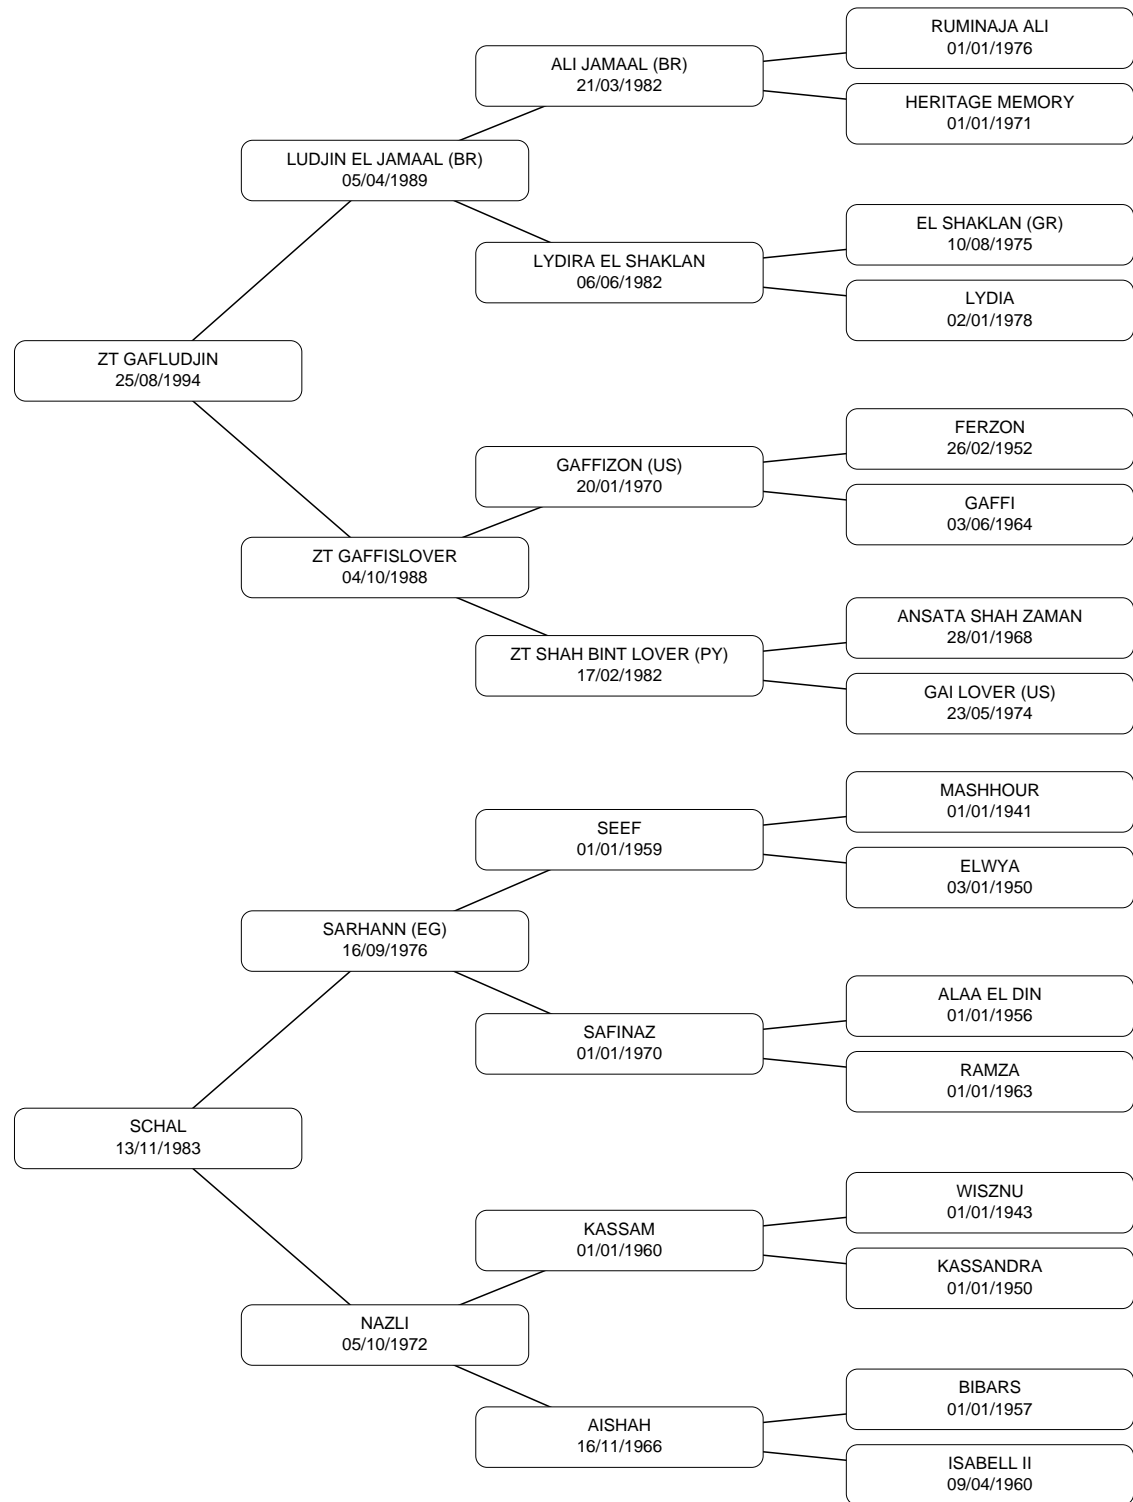 RUMINAJA ALI
01/01/1976
ALI JAMAAL (BR)
21/03/1982
HERITAGE MEMORY
01/01/1971
LUDJIN EL JAMAAL (BR)
05/04/1989
EL SHAKLAN (GR)
10/08/1975
LYDIRA EL SHAKLAN
06/06/1982
LYDIA
02/01/1978
ZT GAFLUDJIN
25/08/1994
FERZON
26/02/1952
GAFFIZON (US)
20/01/1970
GAFFI
03/06/1964
ZT GAFFISLOVER
04/10/1988
ANSATA SHAH ZAMAN
28/01/1968
ZT SHAH BINT LOVER (PY)
17/02/1982
GAI LOVER (US)
23/05/1974
MASHHOUR
01/01/1941
SEEF
01/01/1959
ELWYA
03/01/1950
SARHANN (EG)
16/09/1976
ALAA EL DIN
01/01/1956
SAFINAZ
01/01/1970
RAMZA
01/01/1963
SCHAL
13/11/1983
WISZNU
01/01/1943
KASSAM
01/01/1960
KASSANDRA
01/01/1950
NAZLI
05/10/1972
BIBARS
01/01/1957
AISHAH
16/11/1966
ISABELL II
09/04/1960